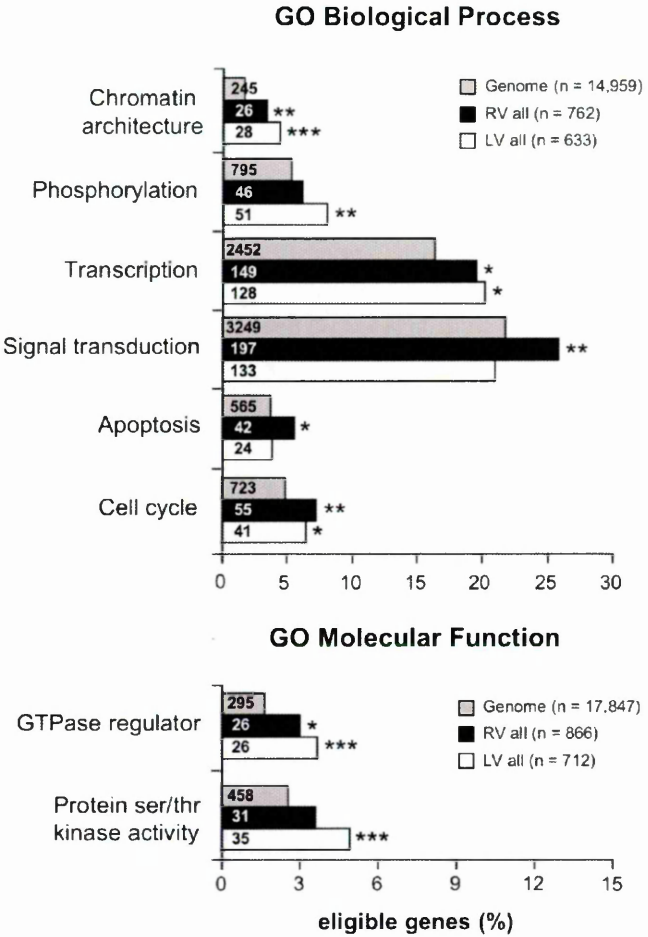 GO Biological Process
Genome (n = 14,959)
RV all (n = 762)
LV all (n = 633)
Chromatin
architecture
245
26 **
28 ***
Phosphorylation
795
46
51 **
Transcription
2452
149 *
128 *
Signal transduction
3249
197 **
133
Apoptosis
565
42 *
24
Cell cycle
723
55 **
41 *
0 5 10 15 20 25 30
GO Molecular Function
Genome (n = 17,847)
RV all (n = 866)
LV all (n = 712)
GTPase regulator
295
26 *
26 ***
Protein ser/thr
kinase activity
458
31
35 ***
0 3 6 9 12 15
eligible genes (%)